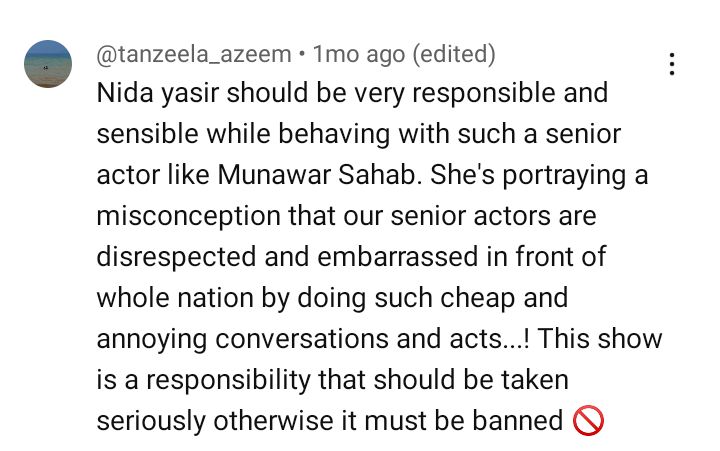 @tanzeela_azeem • 1mo ago (edited)
Nida yasir should be very responsible and
sensible while behaving with such a senior
actor like Munawar Sahab. She's portraying a
misconception that our senior actors are
disrespected and embarrassed in front of
whole nation by doing such cheap and
annoying conversations and acts...! This show
is a responsibility that should be taken
seriously otherwise it must be banned 🚫